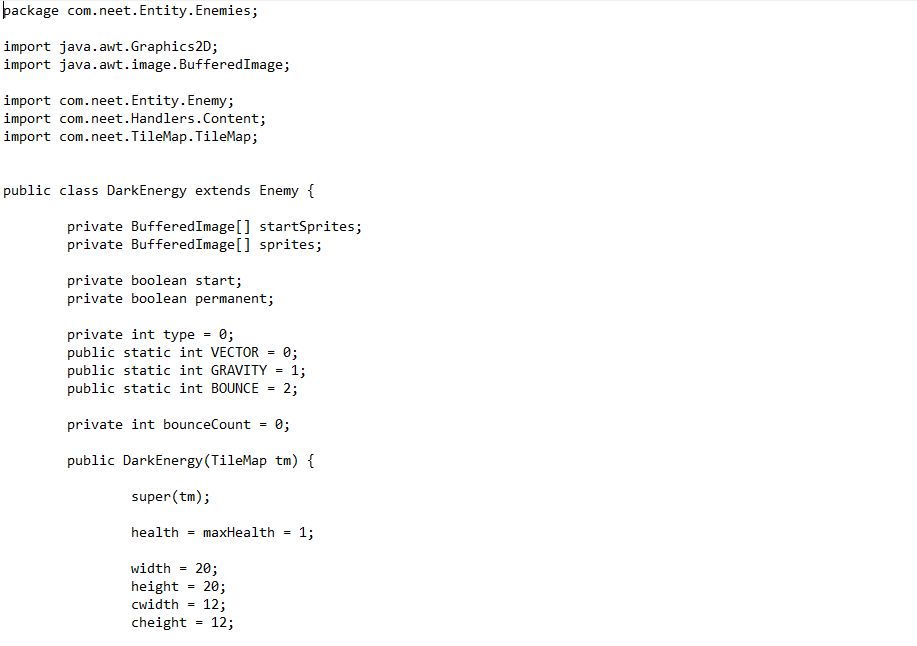 package com.neet.Entity.Enemies;
import java.awt.Graphics2D;
import java.awt.image.BufferedImage;
import com.neet.Entity.Enemy;
import com.neet.Handlers.Content;
import com.neet.TileMap.TileMap;
public class DarkEnergy extends Enemy {
private BufferedImage[] startSprites;
private BufferedImage[] sprites;
private boolean start;
private boolean permanent;
private int type = 0;
public static int VECTOR = 0;
public static int GRAVITY = 1;
public static int BOUNCE = 2;
private int bounceCount = 0;
public DarkEnergy(TileMap tm) {
super(tm);
health = maxHealth = 1;
width = 20;
height = 20;
cwidth = 12;
cheight = 12;